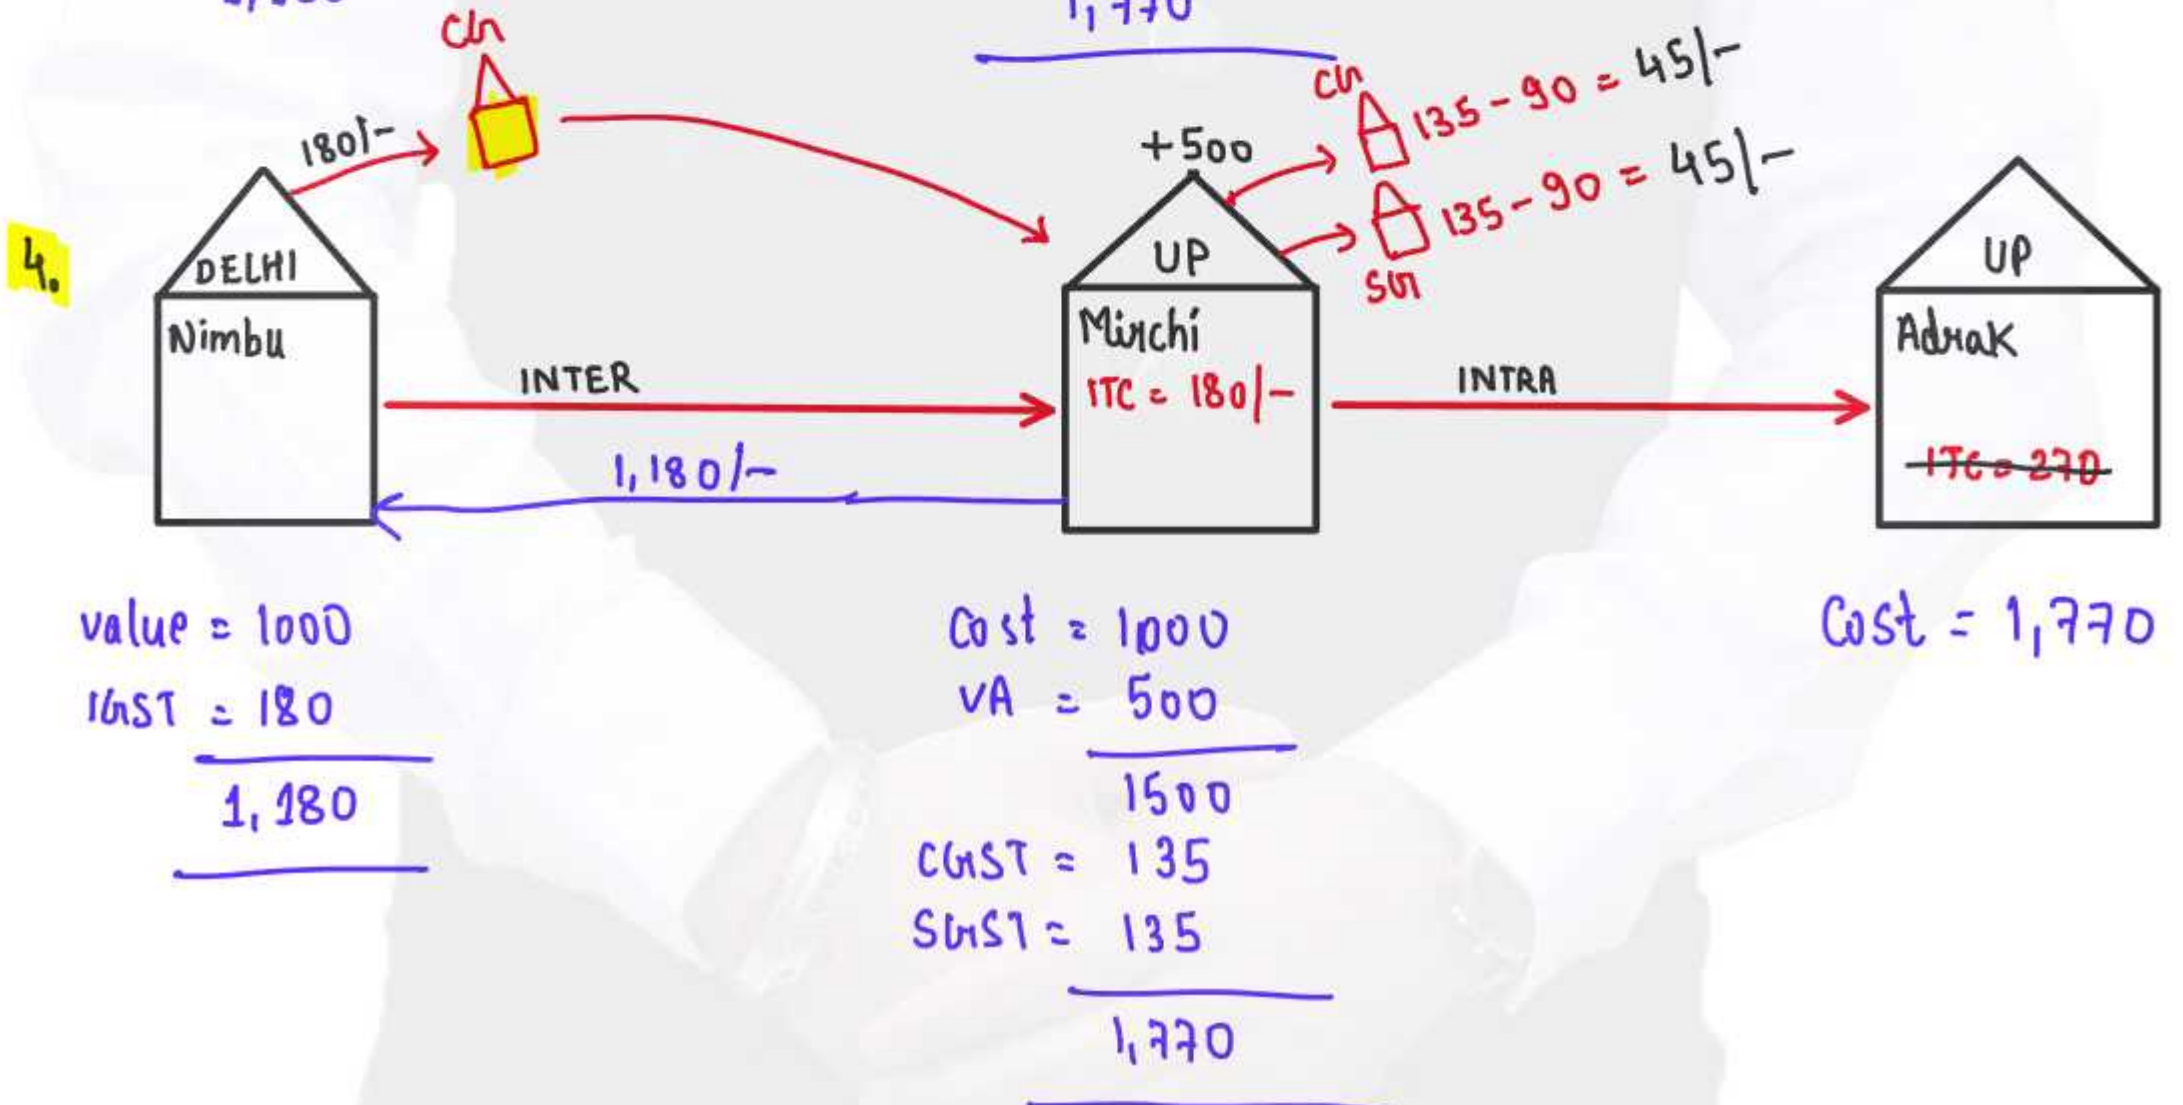 1,770
CG
CG
135 - 90 = 45/-
180/-
+500
135 - 90 = 45/-
SG
4.
DELHI
UP
UP
Nimbu
Mirchi
Adrak
INTER
ITC = 180/-
INTRA
1,180/-
ITC = 270
value = 1000
Cost = 1000
Cost = 1,770
IGST = 180
VA = 500
1,180
1500
CGST = 135
SGST = 135
1,770